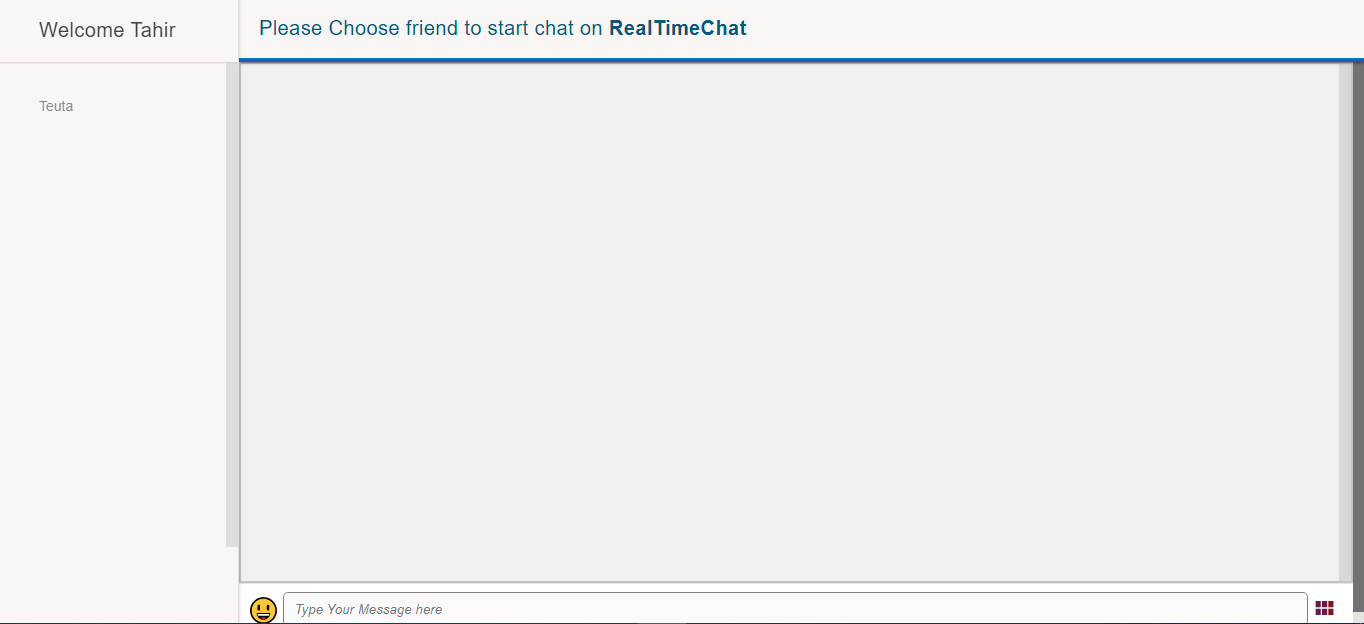 Welcome Tahir
Please Choose friend to start chat on RealTimeChat
Teuta
Type Your Message here